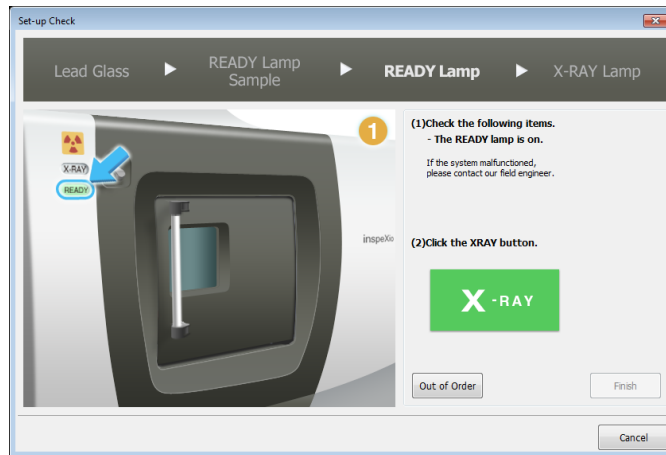 Set-up Check
Lead Glass
READY Lamp
Sample
READY Lamp
X-RAY Lamp
1
X-RAY
READY
inspeXio
(1)Check the following items.
- The READY lamp is on.
If the system malfunctioned,
please contact our field engineer.
(2)Click the XRAY button.
X-RAY
Out of Order
Finish
Cancel